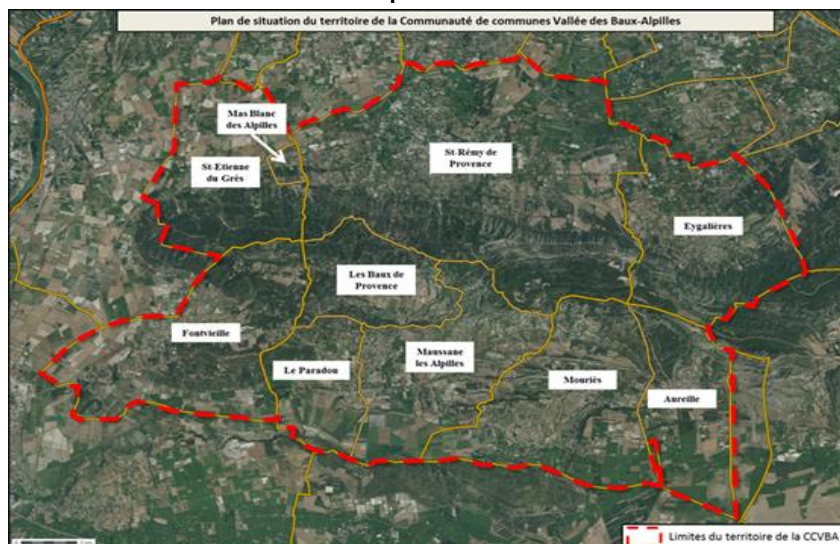 Plan de situation du territoire de la Communauté de communes Vallée des Baux-Alpilles
Mas Blanc
des Alpilles
St-Etienne
du Grès
St-Rémy de
Provence
Eygalières
Les Baux de
Provence
Fontvieille
Le Paradou
Maussane
les Alpilles
Mouriès
Aureille
Limites du territoire de la CCVBA